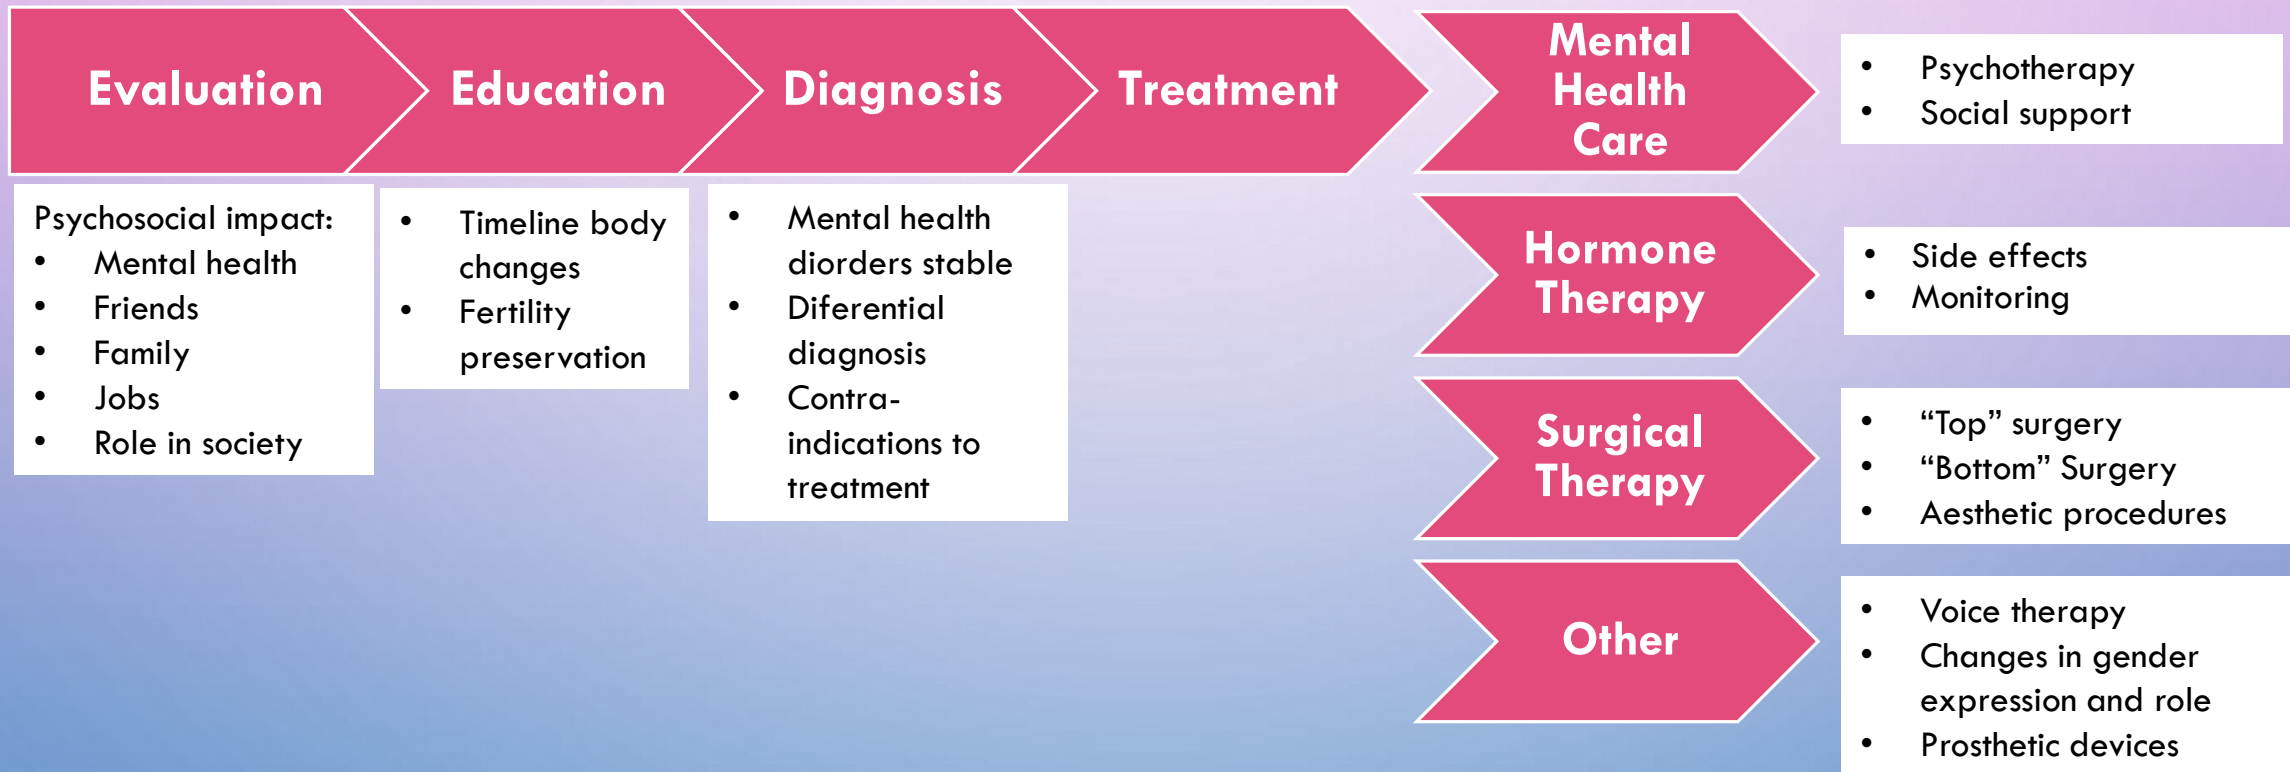 Evaluation
Education
Diagnosis
Treatment
Psychosocial impact:
• Mental health
• Friends
• Family
• Jobs
• Role in society
• Timeline body
changes
• Fertility
preservation
• Mental health
diorders stable
• Diferential
diagnosis
• Contra-
indications to
treatment
Mental
Health
Care
• Psychotherapy
• Social support
Hormone
Therapy
• Side effects
• Monitoring
Surgical
Therapy
• “Top” surgery
• “Bottom” Surgery
• Aesthetic procedures
Other
• Voice therapy
• Changes in gender
expression and role
• Prosthetic devices